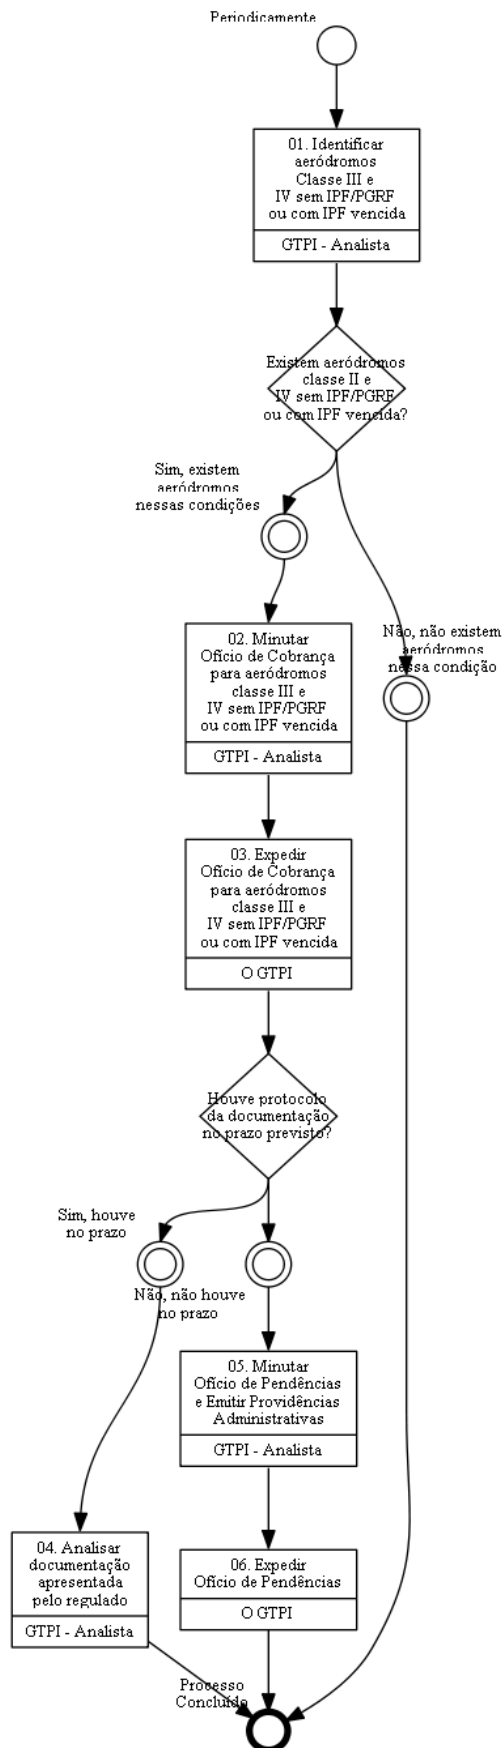 Periodicamente
01. Identificar
aeródromos
Classe III e
IV sem IPF/PGRF
ou com IPF vencida
GTPI - Analista
Existem aeródromos
classe II e
IV sem IPF/PGRF
ou com IPF vencida?
Sim, existem
aeródromos
nessas condições
Não, não existem
aeródromos
nessa condição
02. Minutar
Ofício de Cobrança
para aeródromos
classe III e
IV sem IPF/PGRF
ou com IPF vencida
GTPI - Analista
03. Expedir
Ofício de Cobrança
para aeródromos
classe III e
IV sem IPF/PGRF
ou com IPF vencida
O GTPI
Houve protocolo
da documentação
no prazo previsto?
Sim, houve
no prazo
Não, não houve
no prazo
05. Minutar
Ofício de Pendências
e Emitir Providências
Administrativas
GTPI - Analista
04. Analisar
documentação
apresentada
pelo regulado
GTPI - Analista
06. Expedir
Ofício de Pendências
O GTPI
Processo
Concluído